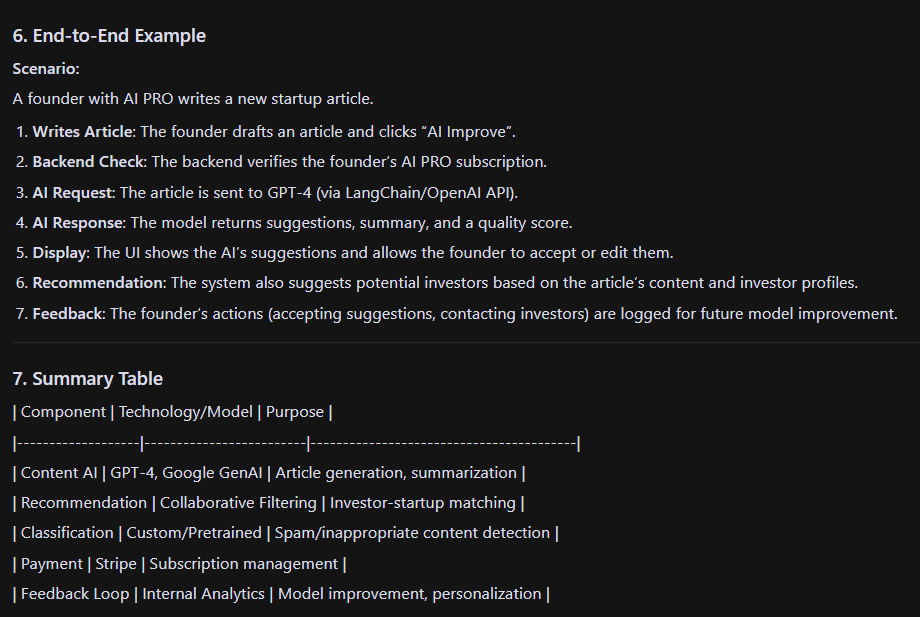 6. End-to-End Example
Scenario:
A founder with AI PRO writes a new startup article.
1. Writes Article: The founder drafts an article and clicks “AI Improve”.
2. Backend Check: The backend verifies the founder’s AI PRO subscription.
3. AI Request: The article is sent to GPT-4 (via LangChain/OpenAI API).
4. AI Response: The model returns suggestions, summary, and a quality score.
5. Display: The UI shows the AI’s suggestions and allows the founder to accept or edit them.
6. Recommendation: The system also suggests potential investors based on the article’s content and investor profiles.
7. Feedback: The founder’s actions (accepting suggestions, contacting investors) are logged for future model improvement.
7. Summary Table
| Component | Technology/Model | Purpose |
|-------------------|-------------------------|-----------------------------------------|
| Content AI | GPT-4, Google GenAI | Article generation, summarization |
| Recommendation | Collaborative Filtering | Investor-startup matching |
| Classification | Custom/Pretrained | Spam/inappropriate content detection |
| Payment | Stripe | Subscription management |
| Feedback Loop | Internal Analytics | Model improvement, personalization |